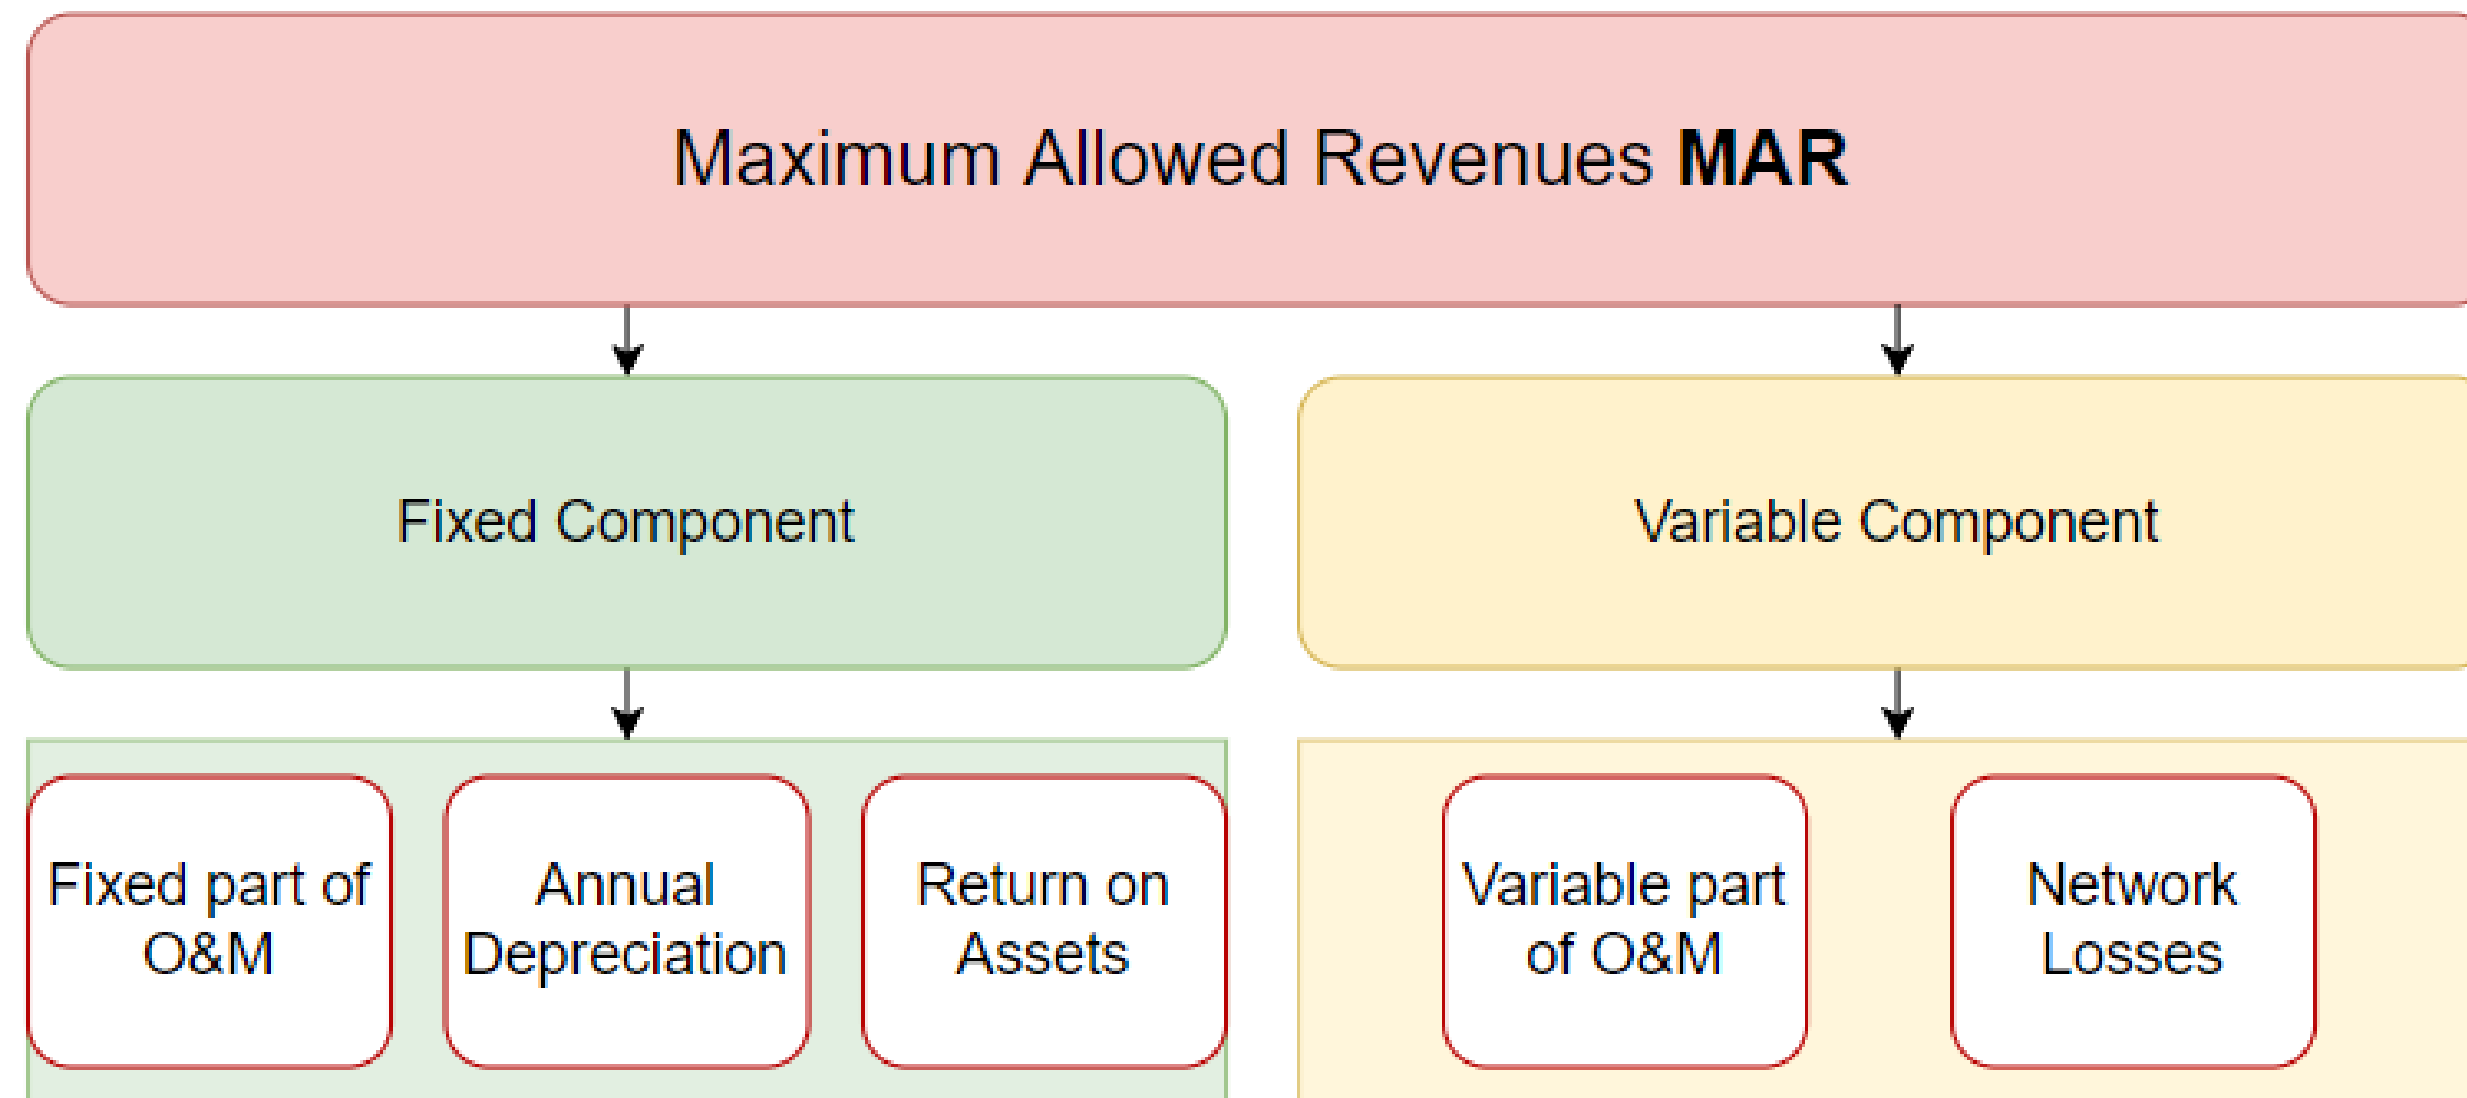 Maximum Allowed Revenues MAR
Fixed Component
Variable Component
Fixed part of
O&M
Annual
Depreciation
Return on
Assets
Variable part
of O&M
Network
Losses